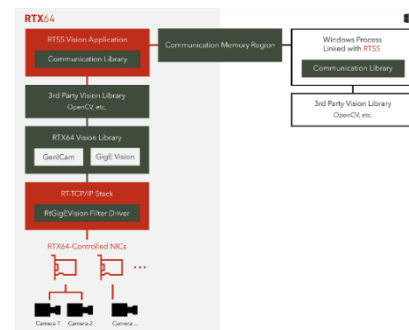 RTX64
RTSS Vision Application
Communication Library
Communication Memory Region
Windows Process
Linked with RTSS
Communication Library
3rd Party Vision Library
OpenCV, etc.
3rd Party Vision Library
OpenCV, etc.
RTX64 Vision Library
GenICam
GigE Vision
RT-TCP/IP Stack
RtGigEVision Filter Driver
RTX64-Controlled NICs
...
Camera 1
Camera 2
Camera ...